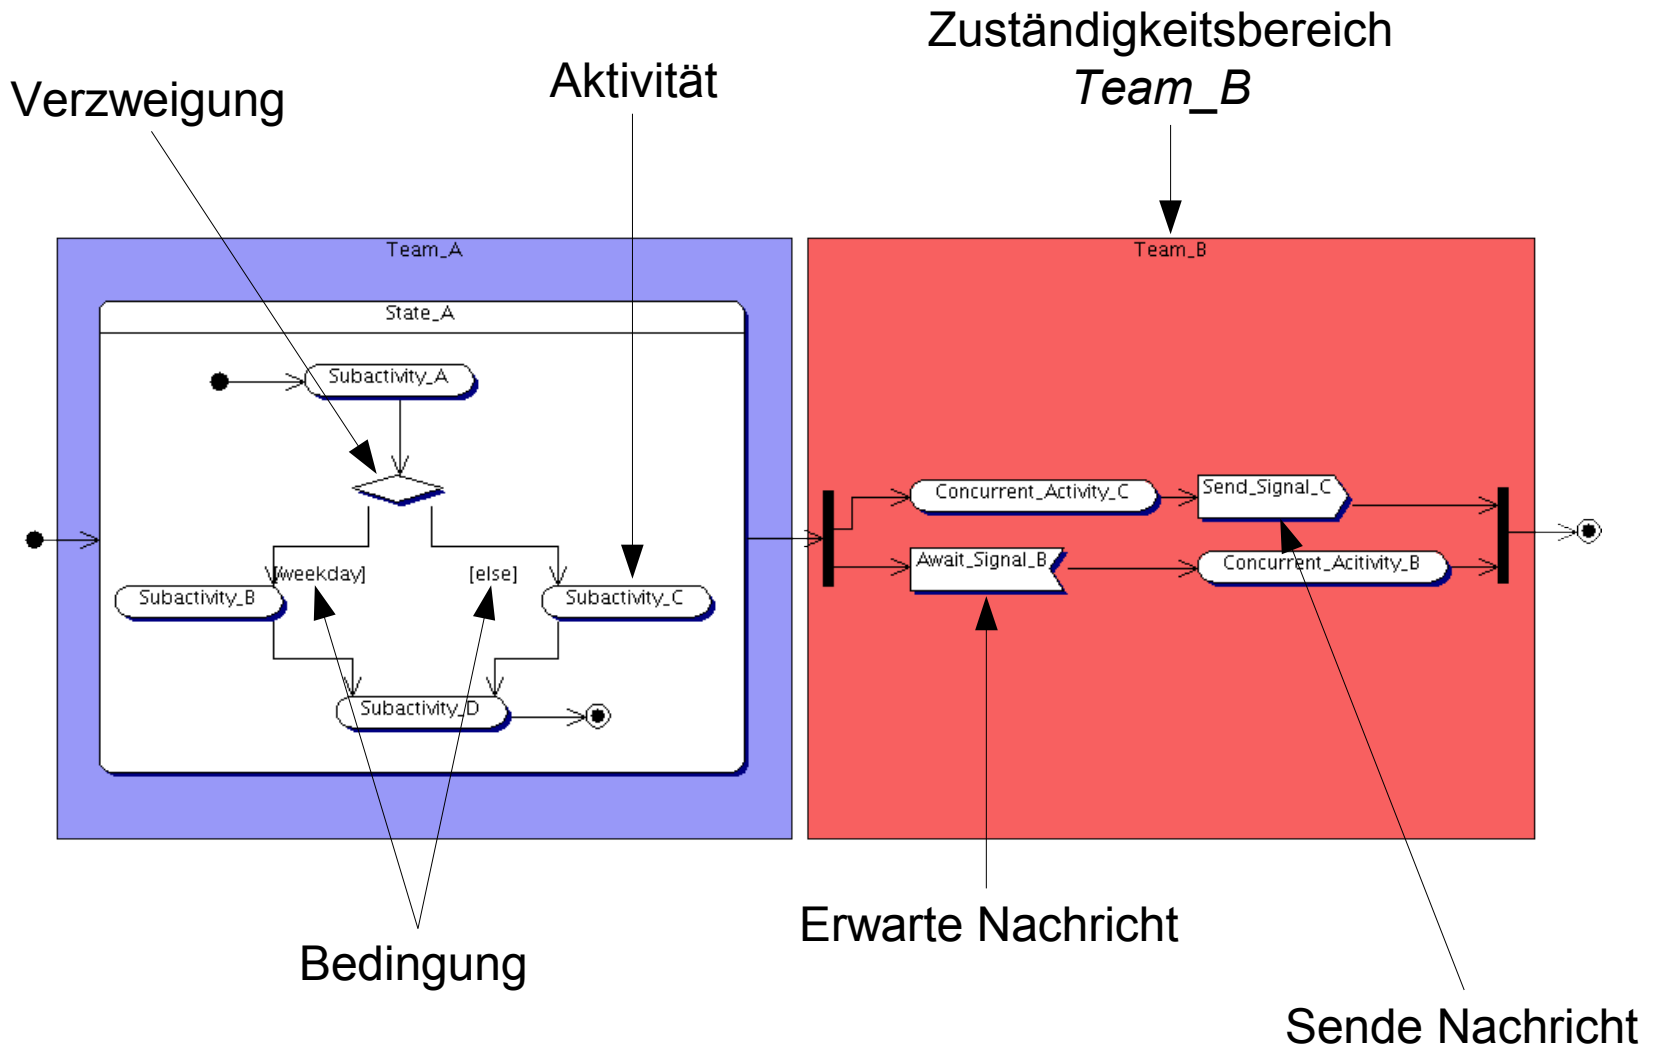 Zuständigkeitsbereich
Team_B
Aktivität
Verzweigung
Team_A
Team_B
State_A
Subactivity_A
Concurrent_Activity_C
Send_Signal_C
Await_Signal_B
Concurrent_Acitivity_B
[weekday]
[else]
Subactivity_B
Subactivity_C
Subactivity_D
Erwarte Nachricht
Bedingung
Sende Nachricht